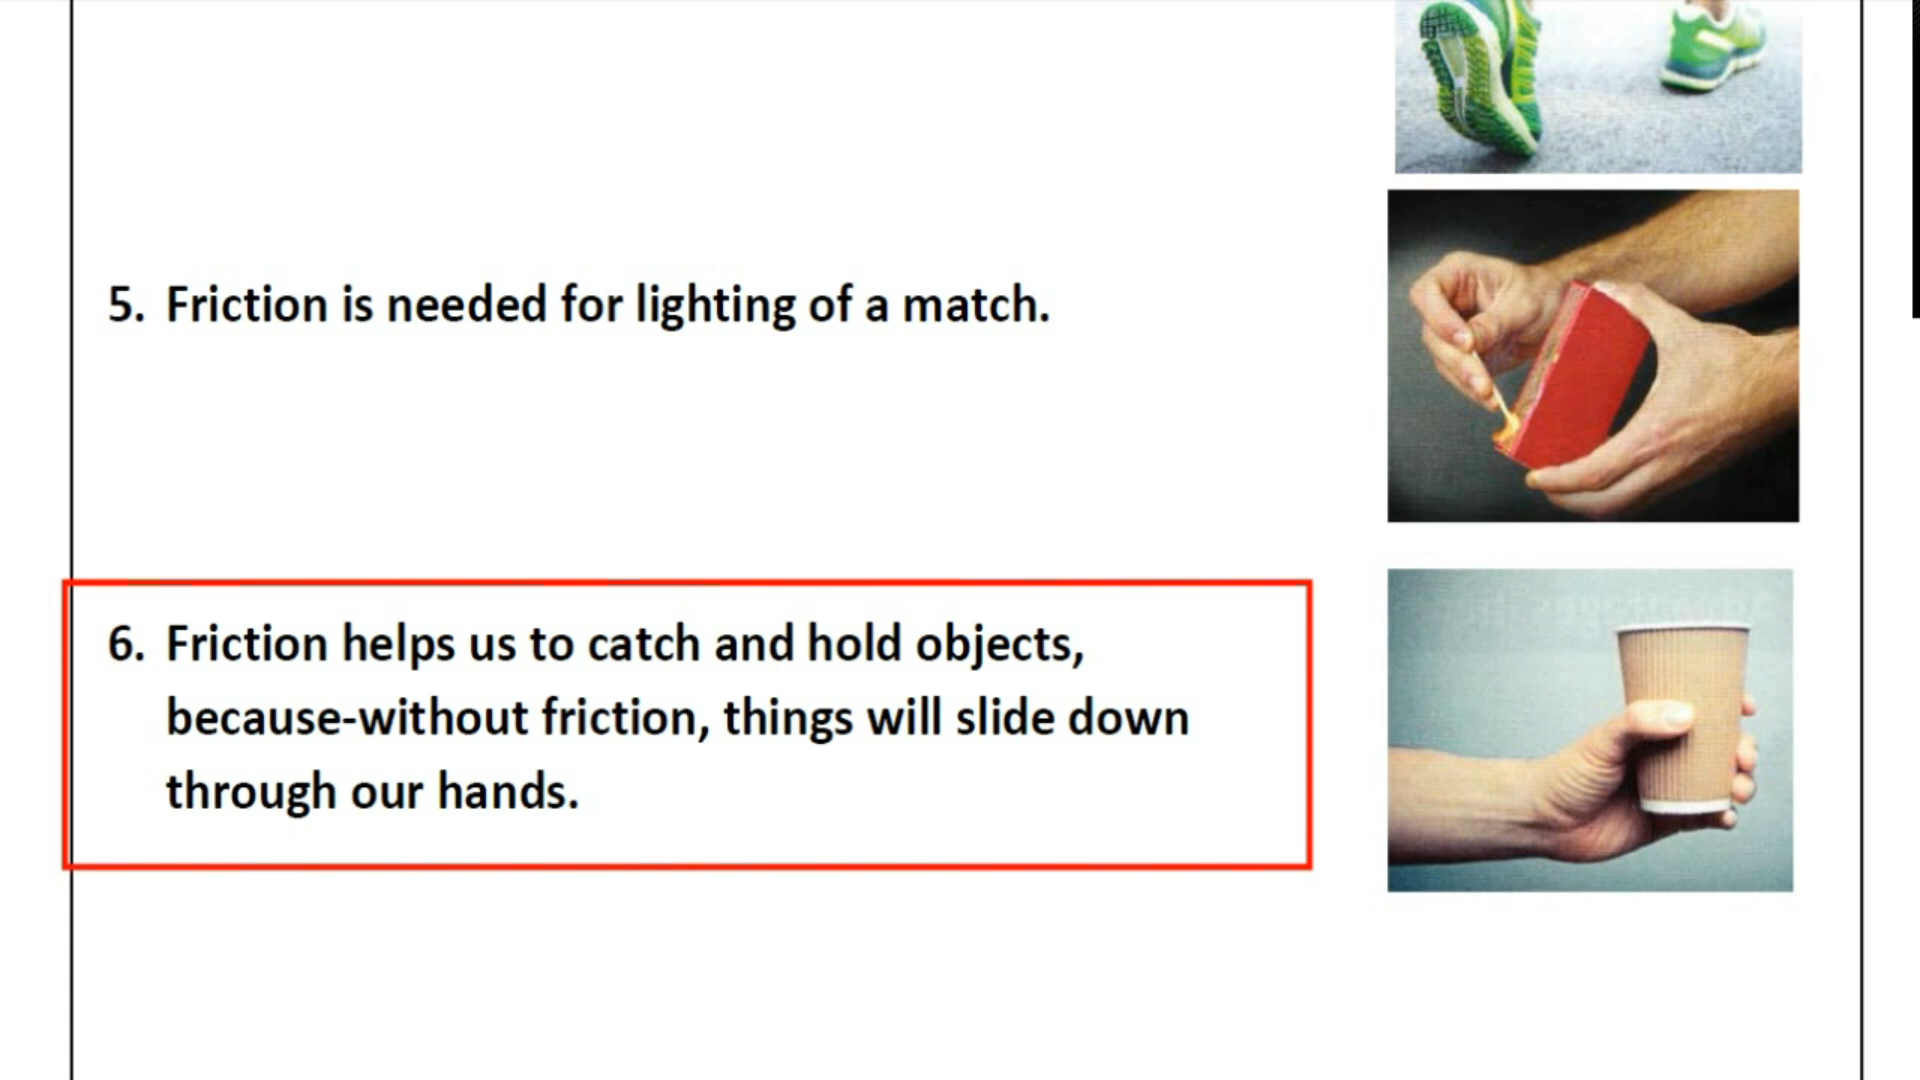 5. Friction is needed for lighting of a match.
6. Friction helps us to catch and hold objects,
because-without friction, things will slide down
through our hands.